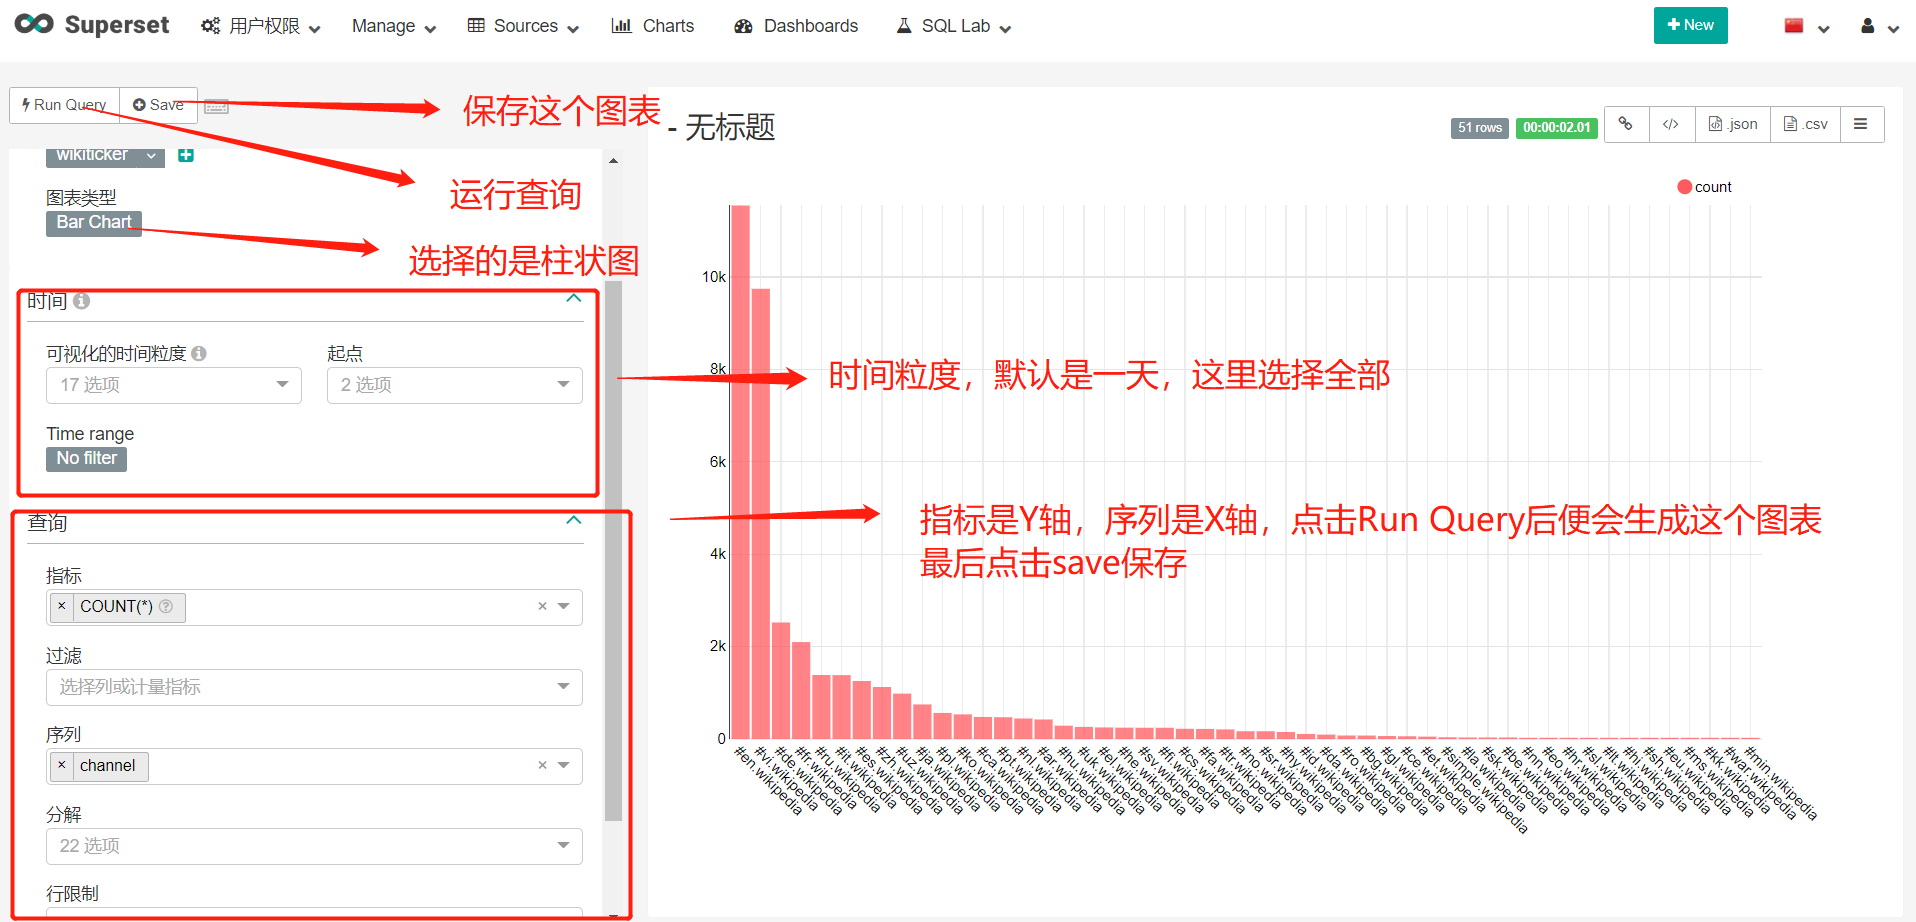 Superset
用户权限
Manage
Sources
Charts
Dashboards
SQL Lab
New
Run Query
Save
保存这个图表
- 无标题
51 rows
00:00:02.01
.json
.csv
wikiticker
运行查询
图表类型
Bar Chart
选择的是柱状图
count
时间
可视化的时间粒度
起点
17 选项
2 选项
时间粒度，默认是一天，这里选择全部
Time range
No filter
查询
指标是Y轴，序列是X轴，点击Run Query后便会生成这个图表
最后点击save保存
指标
× COUNT(*)
过滤
选择列或计量指标
序列
× channel
分解
22 选项
行限制
10k
8k
6k
4k
2k
0
#en.wikipedia
#vi.wikipedia
#de.wikipedia
#fr.wikipedia
#ru.wikipedia
#it.wikipedia
#es.wikipedia
#zh.wikipedia
#uz.wikipedia
#ja.wikipedia
#pl.wikipedia
#ko.wikipedia
#ca.wikipedia
#pt.wikipedia
#nl.wikipedia
#ar.wikipedia
#hu.wikipedia
#uk.wikipedia
#el.wikipedia
#he.wikipedia
#sv.wikipedia
#cs.wikipedia
#fa.wikipedia
#tr.wikipedia
#no.wikipedia
#sr.wikipedia
#hy.wikipedia
#id.wikipedia
#da.wikipedia
#ro.wikipedia
#bg.wikipedia
#gl.wikipedia
#ce.wikipedia
#et.wikipedia
#simple.wikipedia
#la.wikipedia
#sk.wikipedia
#be.wikipedia
#nn.wikipedia
#eo.wikipedia
#hr.wikipedia
#sl.wikipedia
#lt.wikipedia
#hi.wikipedia
#sh.wikipedia
#eu.wikipedia
#ms.wikipedia
#kk.wikipedia
#war.wikipedia
#min.wikipedia